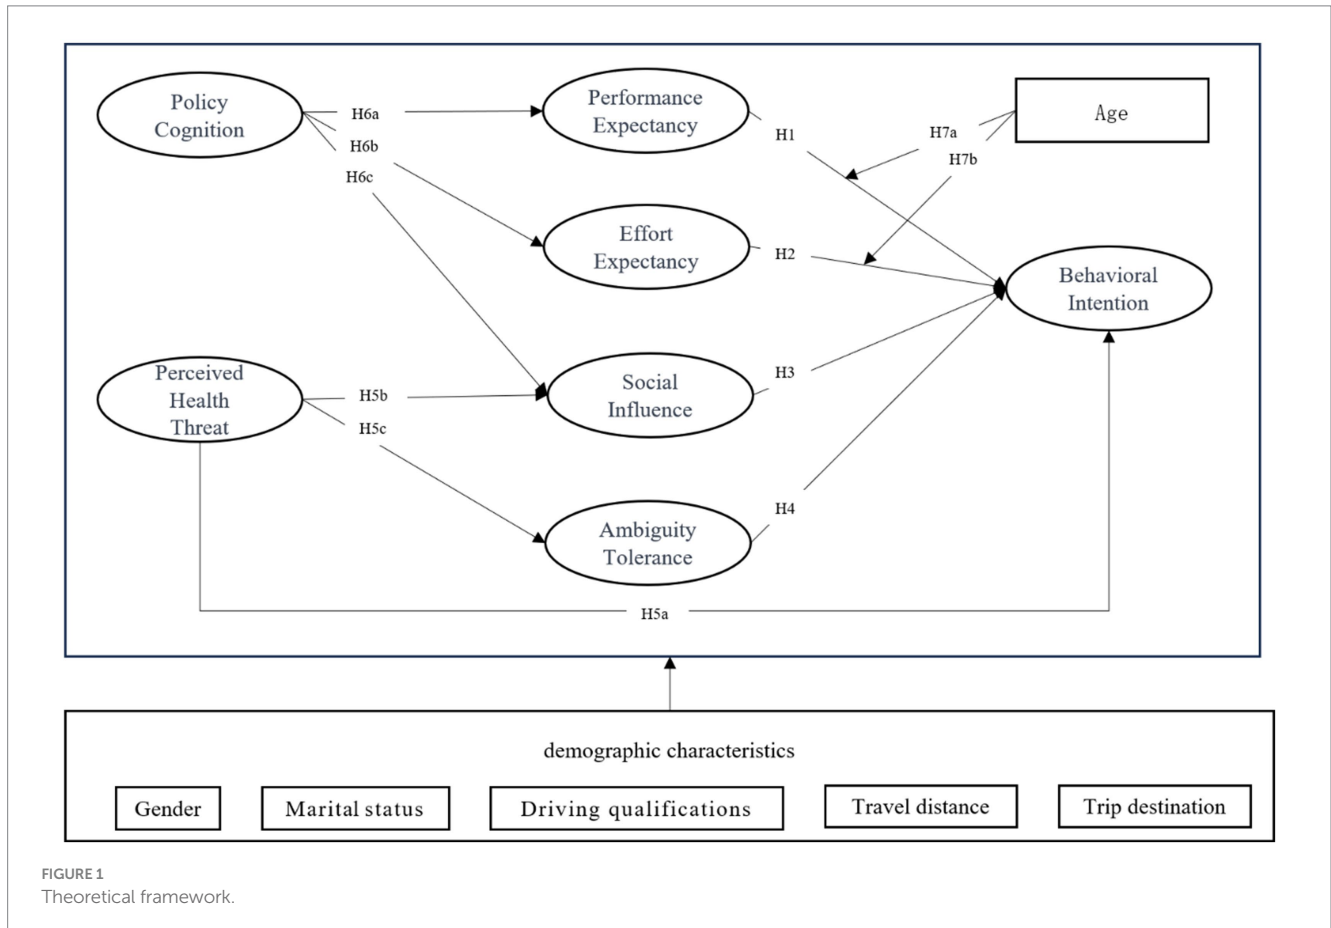 Policy
Cognition
H6a
H6b
H6c
Performance
Expectancy
H1
Age
H7a
H7b
Effort
Expectancy
H2
Behavioral
Intention
Perceived
Health
Threat
H5b
H5c
Social
Influence
H3
Ambiguity
Tolerance
H4
H5a
demographic characteristics
Gender
Marital status
Driving qualifications
Travel distance
Trip destination
FIGURE 1
Theoretical framework.